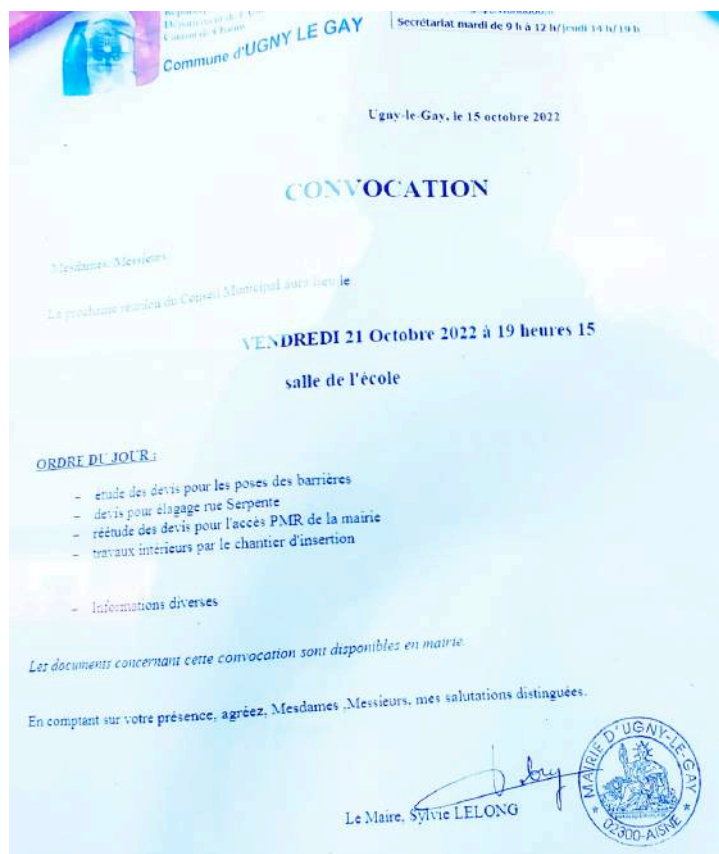 Commune d'UGNY LE GAY
Secrétariat mardi de 9 h à 12 h/jeudi 14 h/19 h
Ugny-le-Gay, le 15 octobre 2022
CONVOCATION
Mesdames, Messieurs,
La prochaine réunion du Conseil Municipal aura lieu le
VENDREDI 21 Octobre 2022 à 19 heures 15
salle de l'école
ORDRE DU JOUR :
- étude des devis pour les poses des barrières
- devis pour élagage rue Serpente
- réétude des devis pour l'accès PMR de la mairie
- travaux intérieurs par le chantier d'insertion
- Informations diverses
Les documents concernant cette convocation sont disponibles en mairie.
En comptant sur votre présence, agréez, Mesdames ,Messieurs, mes salutations distinguées.
Le Maire, Sylvie LELONG
MAIRIE D'UGNY-LE-GAY
* 02300-AISNE *